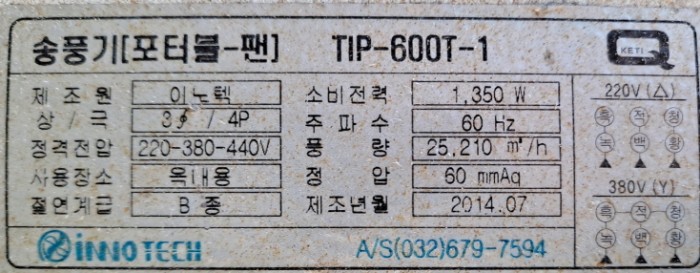 송풍기[포터블-팬] TIP-600T-1
KETI Q
제조원 이노텍 소비전력 1,350 W
상/극 3∮ / 4P 주파수 60 Hz
정격전압 220-380-440V 풍량 25,210 ㎥/h
사용장소 옥내용 정압 60 mmAq
절연계급 B 종 제조년월 2014.07
220V (△)
흑 적 청
녹 백 황
380V (Y)
흑 적 청
녹 백 황
INNOTECH A/S(032)679-7594